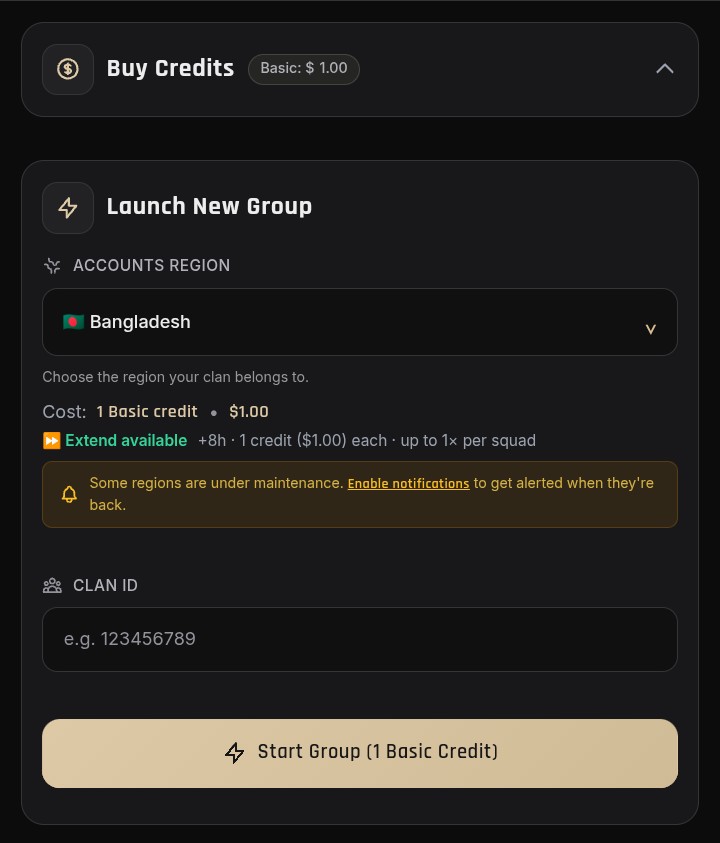 Buy Credits Basic: $ 1.00
Launch New Group
ACCOUNTS REGION
🇧🇩 Bangladesh
Choose the region your clan belongs to.
Cost: 1 Basic credit • $1.00
⏩ Extend available +8h · 1 credit ($1.00) each · up to 1× per squad
Some regions are under maintenance. Enable notifications to get alerted when they're
back.
CLAN ID
e.g. 123456789
Start Group (1 Basic Credit)